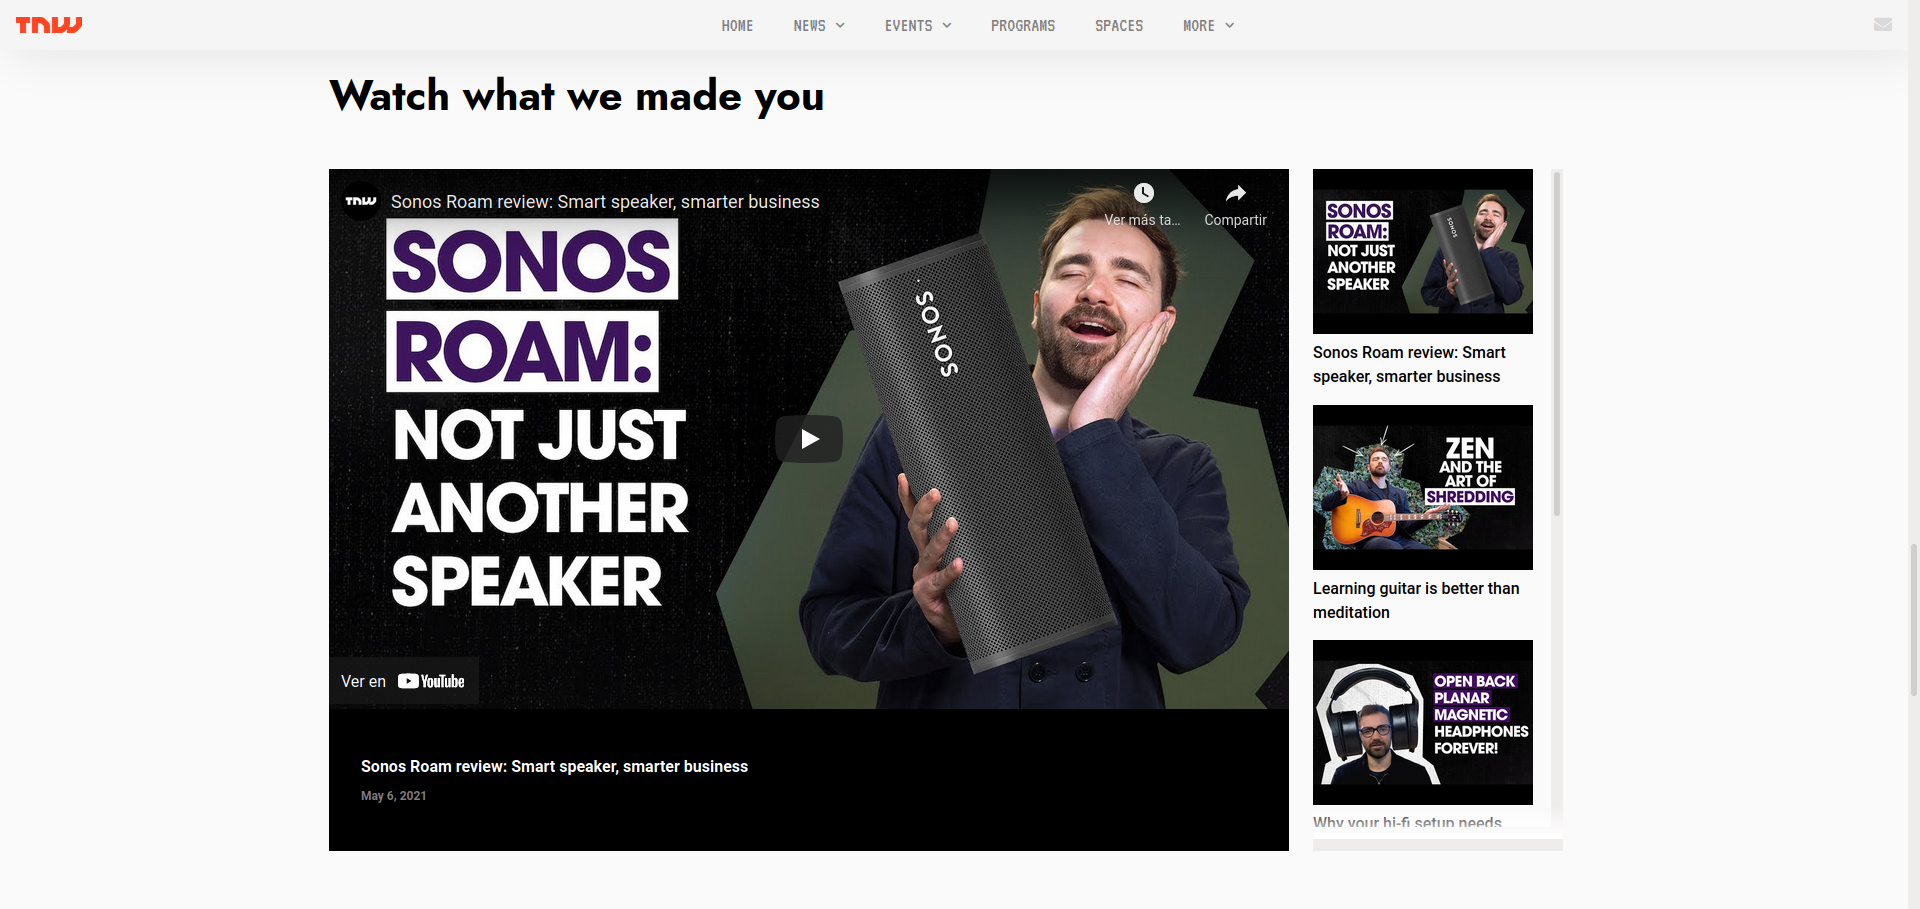 TNW
HOME
NEWS
EVENTS
PROGRAMS
SPACES
MORE
Watch what we made you
TNW
Sonos Roam review: Smart speaker, smarter business
Ver más ta...
Compartir
SONOS
ROAM:
NOT JUST
ANOTHER
SPEAKER
SONOS
Ver en YouTube
Sonos Roam review: Smart speaker, smarter business
May 6, 2021
SONOS
ROAM:
NOT JUST
ANOTHER
SPEAKER
SONOS
Sonos Roam review: Smart
speaker, smarter business
ZEN
AND THE
ART OF
SHREDDING
Learning guitar is better than
meditation
OPEN BACK
PLANAR
MAGNETIC
HEADPHONES
FOREVER!
Why your hi-fi setup needs